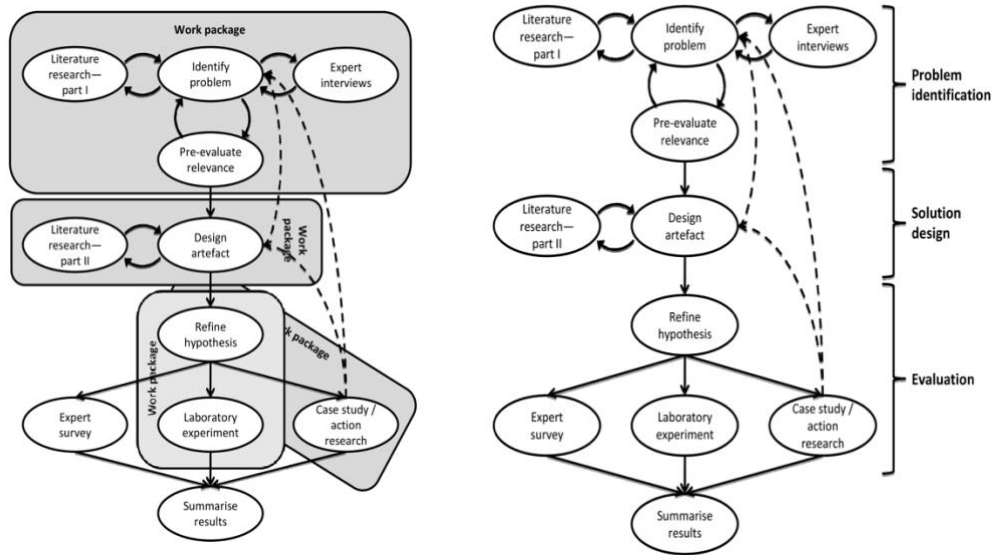 Work package
Literature
research—
part I
Identify
problem
Expert
interviews
Pre-evaluate
relevance
Literature
research—
part II
Design
artefact
Work
package
Refine
hypothesis
Work package
package
Expert
survey
Laboratory
experiment
Case study /
action
research
Summarise
results
Literature
research—
part I
Identify
problem
Expert
interviews
Problem
identification
Pre-evaluate
relevance
Literature
research—
part II
Design
artefact
Solution
design
Refine
hypothesis
Evaluation
Expert
survey
Laboratory
experiment
Case study /
action
research
Summarise
results